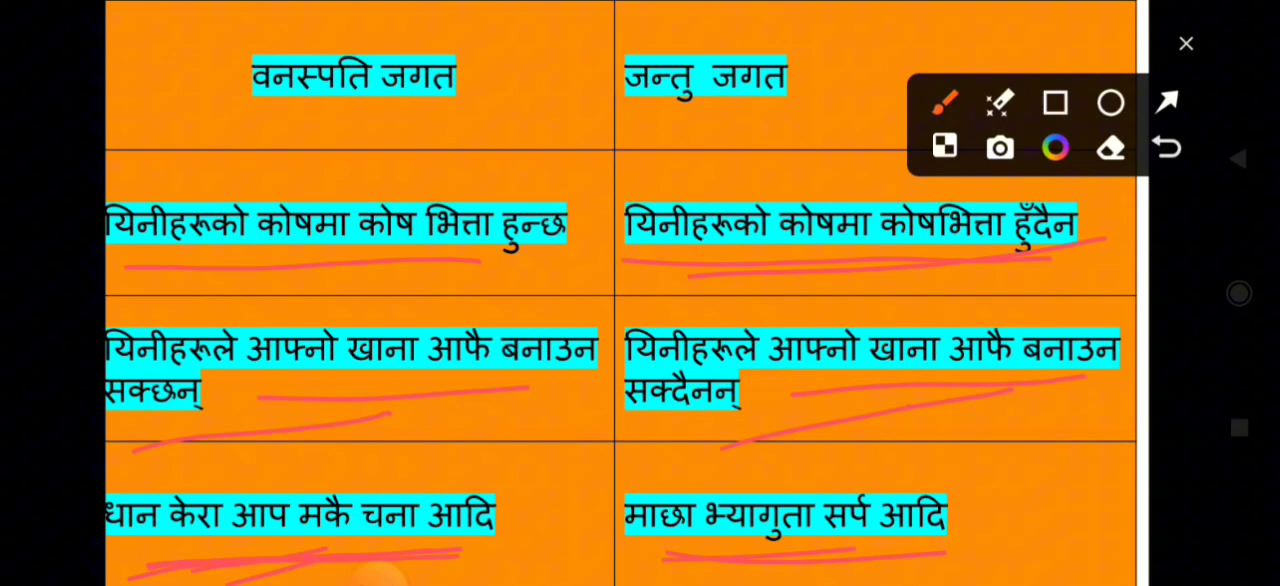 वनस्पति जगत
जन्तु जगत
यिनीहरूको कोषमा कोष भित्ता हुन्छ
यिनीहरूको कोषमा कोषभित्ता हुँदैन
यिनीहरूले आफ्नो खाना आफै बनाउन
सक्छन्
यिनीहरूले आफ्नो खाना आफै बनाउन
सक्दैनन्
धान केरा आप मकै चना आदि
माछा भ्यागुता सर्प आदि